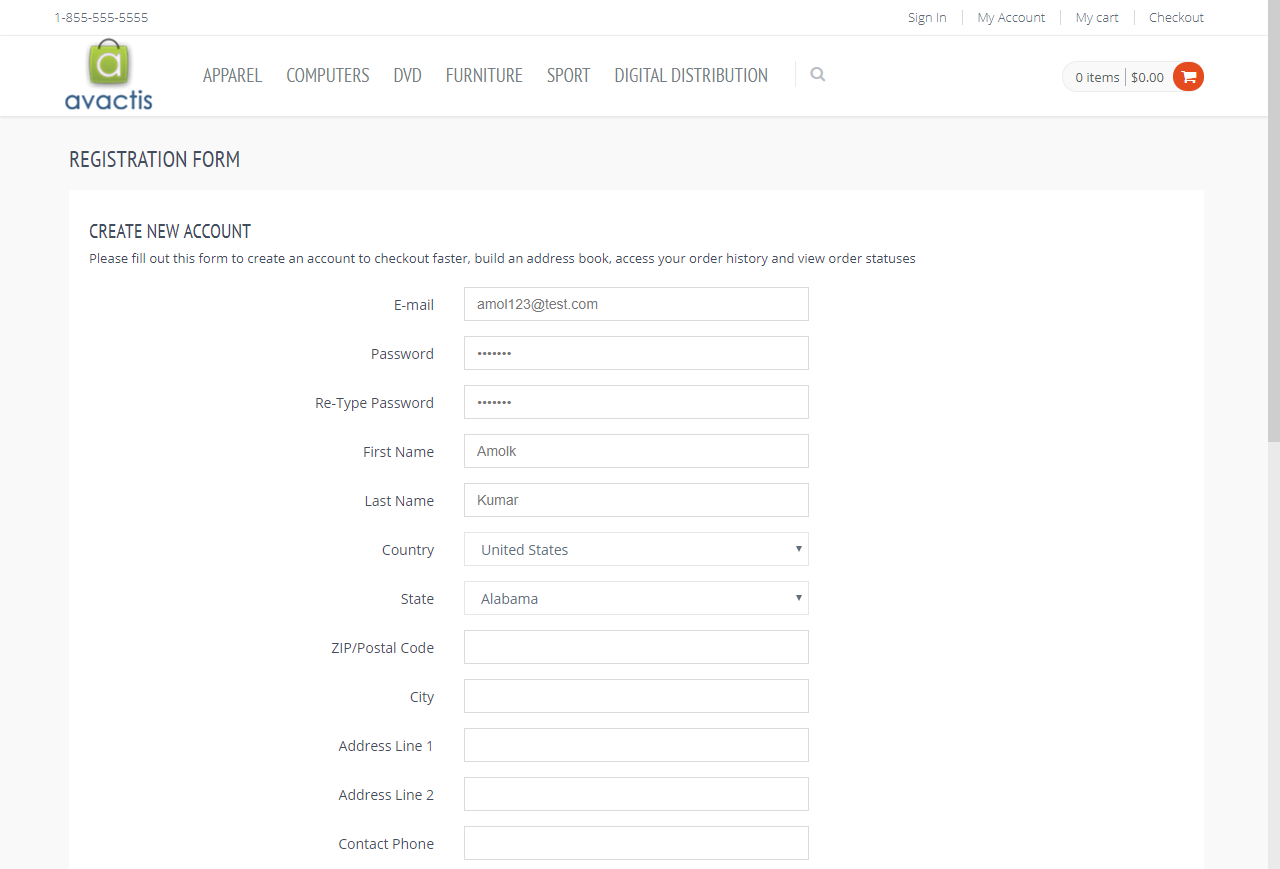 1-855-555-5555 Sign In My Account My cart Checkout
a
avactis
APPAREL COMPUTERS DVD FURNITURE SPORT DIGITAL DISTRIBUTION 0 items $0.00
REGISTRATION FORM
CREATE NEW ACCOUNT
Please fill out this form to create an account to checkout faster, build an address book, access your order history and view order statuses
E-mail amol123@test.com
Password •••••••
Re-Type Password •••••••
First Name Amolk
Last Name Kumar
Country United States
State Alabama
ZIP/Postal Code
City
Address Line 1
Address Line 2
Contact Phone